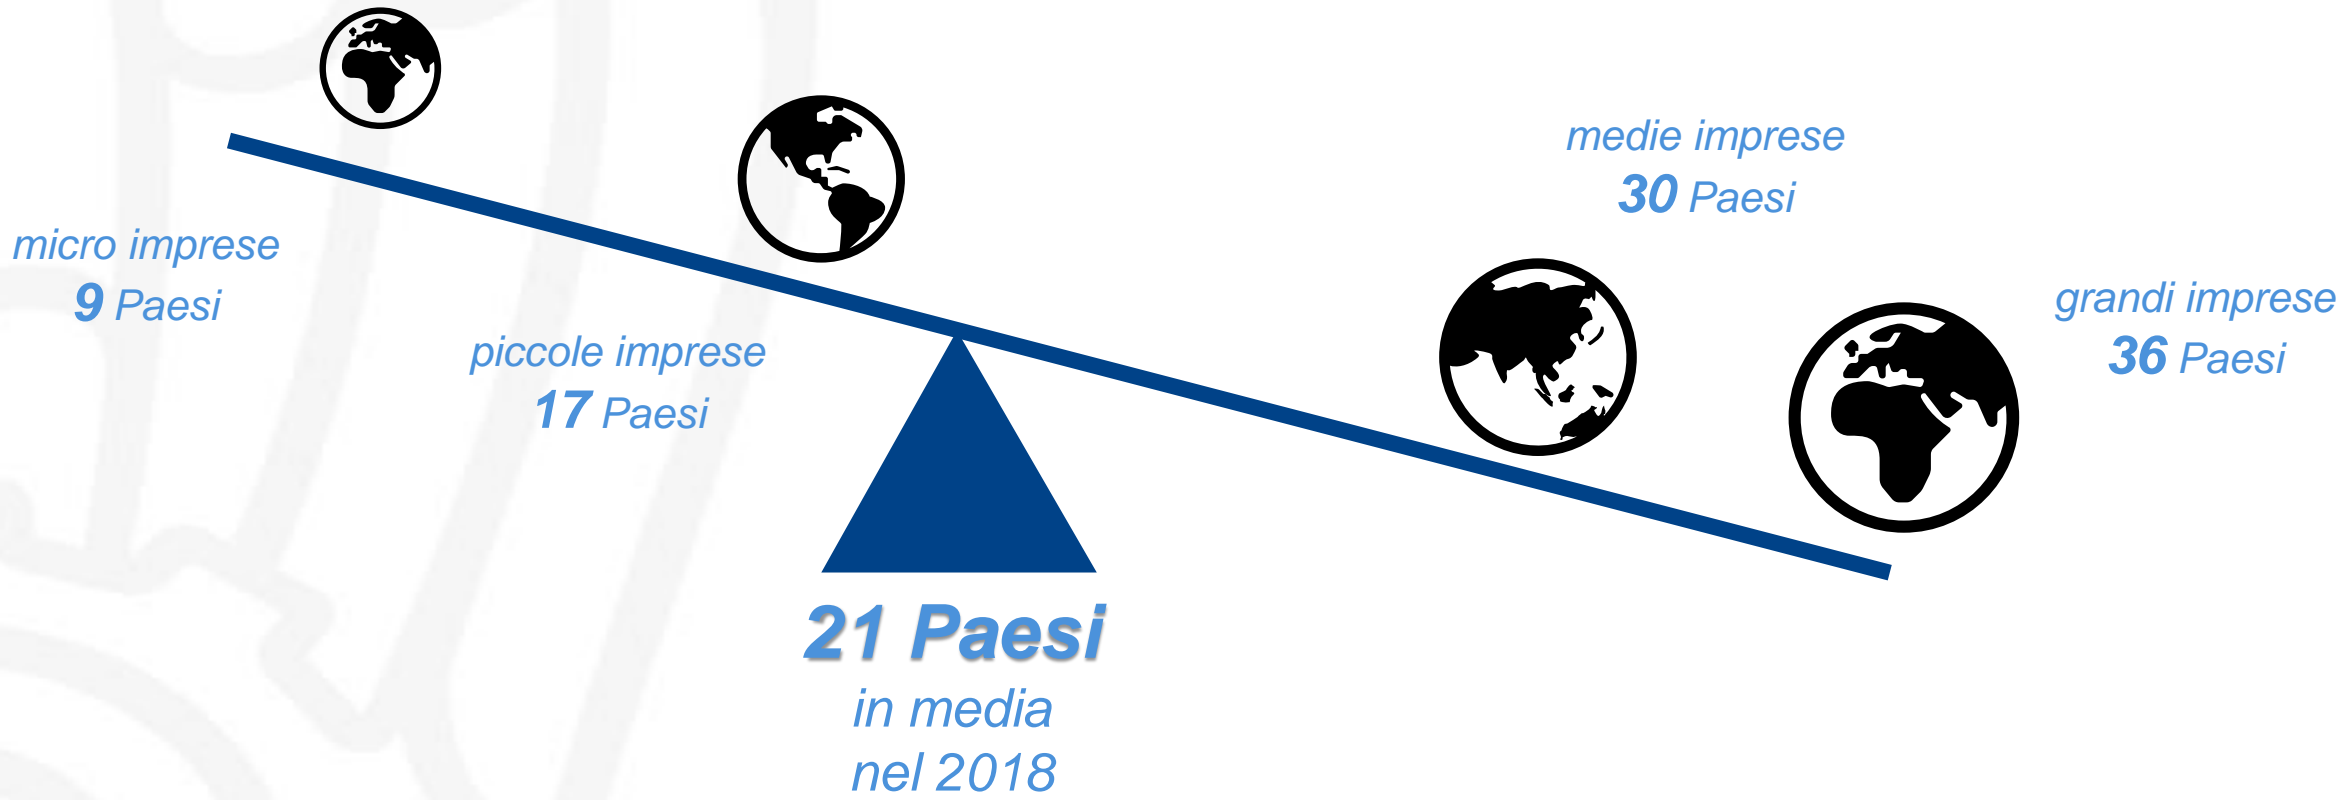 micro imprese
9 Paesi
piccole imprese
17 Paesi
medie imprese
30 Paesi
grandi imprese
36 Paesi
21 Paesi
in media
nel 2018